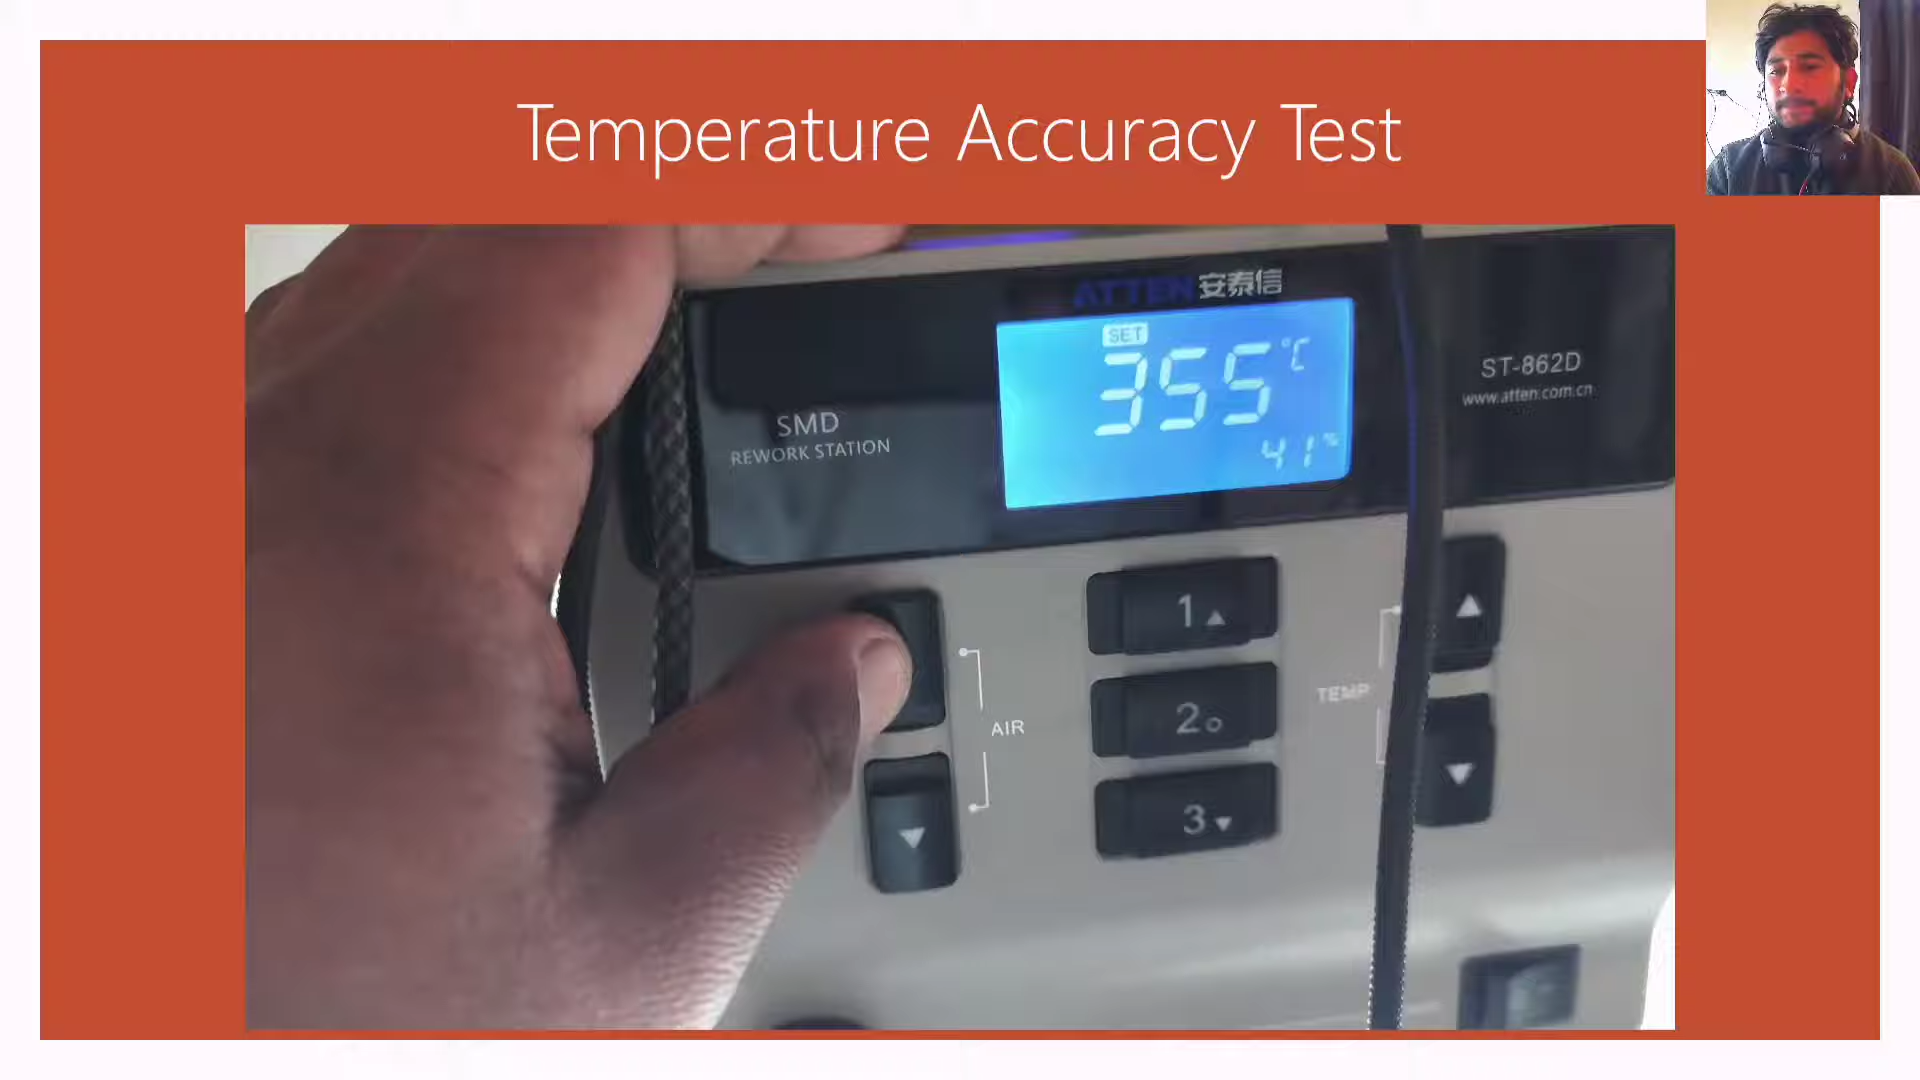 Temperature Accuracy Test
ATTEN 安泰信
SET
355°C
41%
SMD
REWORK STATION
ST-862D
www.atten.com.cn
1▲
2○
3▼
AIR
TEMP
▲
▼
▼